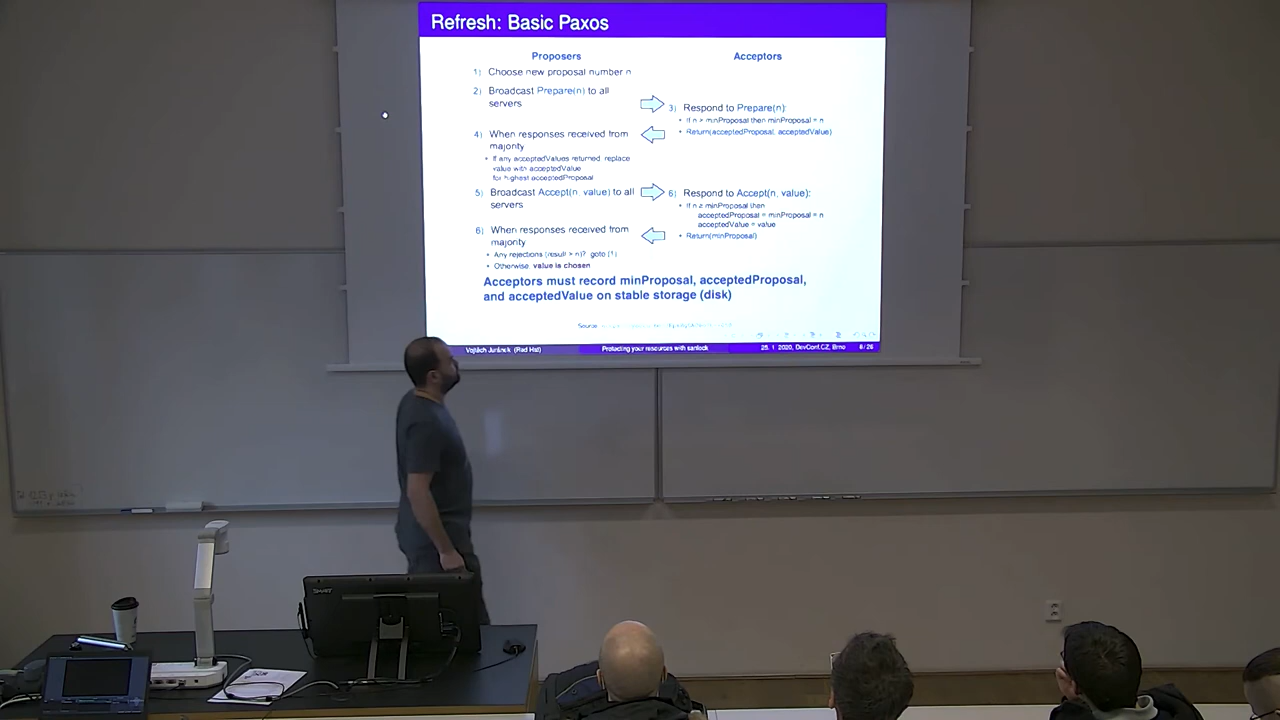 Refresh: Basic Paxos
Proposers
Acceptors
1) Choose new proposal number n
2) Broadcast Prepare(n) to all
servers
3) Respond to Prepare(n):
• If n > minProposal then minProposal = n
• Return(acceptedProposal, acceptedValue)
4) When responses received from
majority
• If any acceptedValues returned, replace
value with acceptedValue
for highest acceptedProposal
5) Broadcast Accept(n, value) to all
servers
6) Respond to Accept(n, value):
• If n ≥ minProposal then
acceptedProposal = minProposal = n
acceptedValue = value
• Return(minProposal)
6) When responses received from
majority
• Any rejections (result > n)? goto (1)
• Otherwise, value is chosen
Acceptors must record minProposal, acceptedProposal,
and acceptedValue on stable storage (disk)
Source:
Vojtěch Juránek (Red Hat)
Protecting your resources with sanlock
25. 1. 2020, DevConf.CZ, Brno
6 / 26
SMART